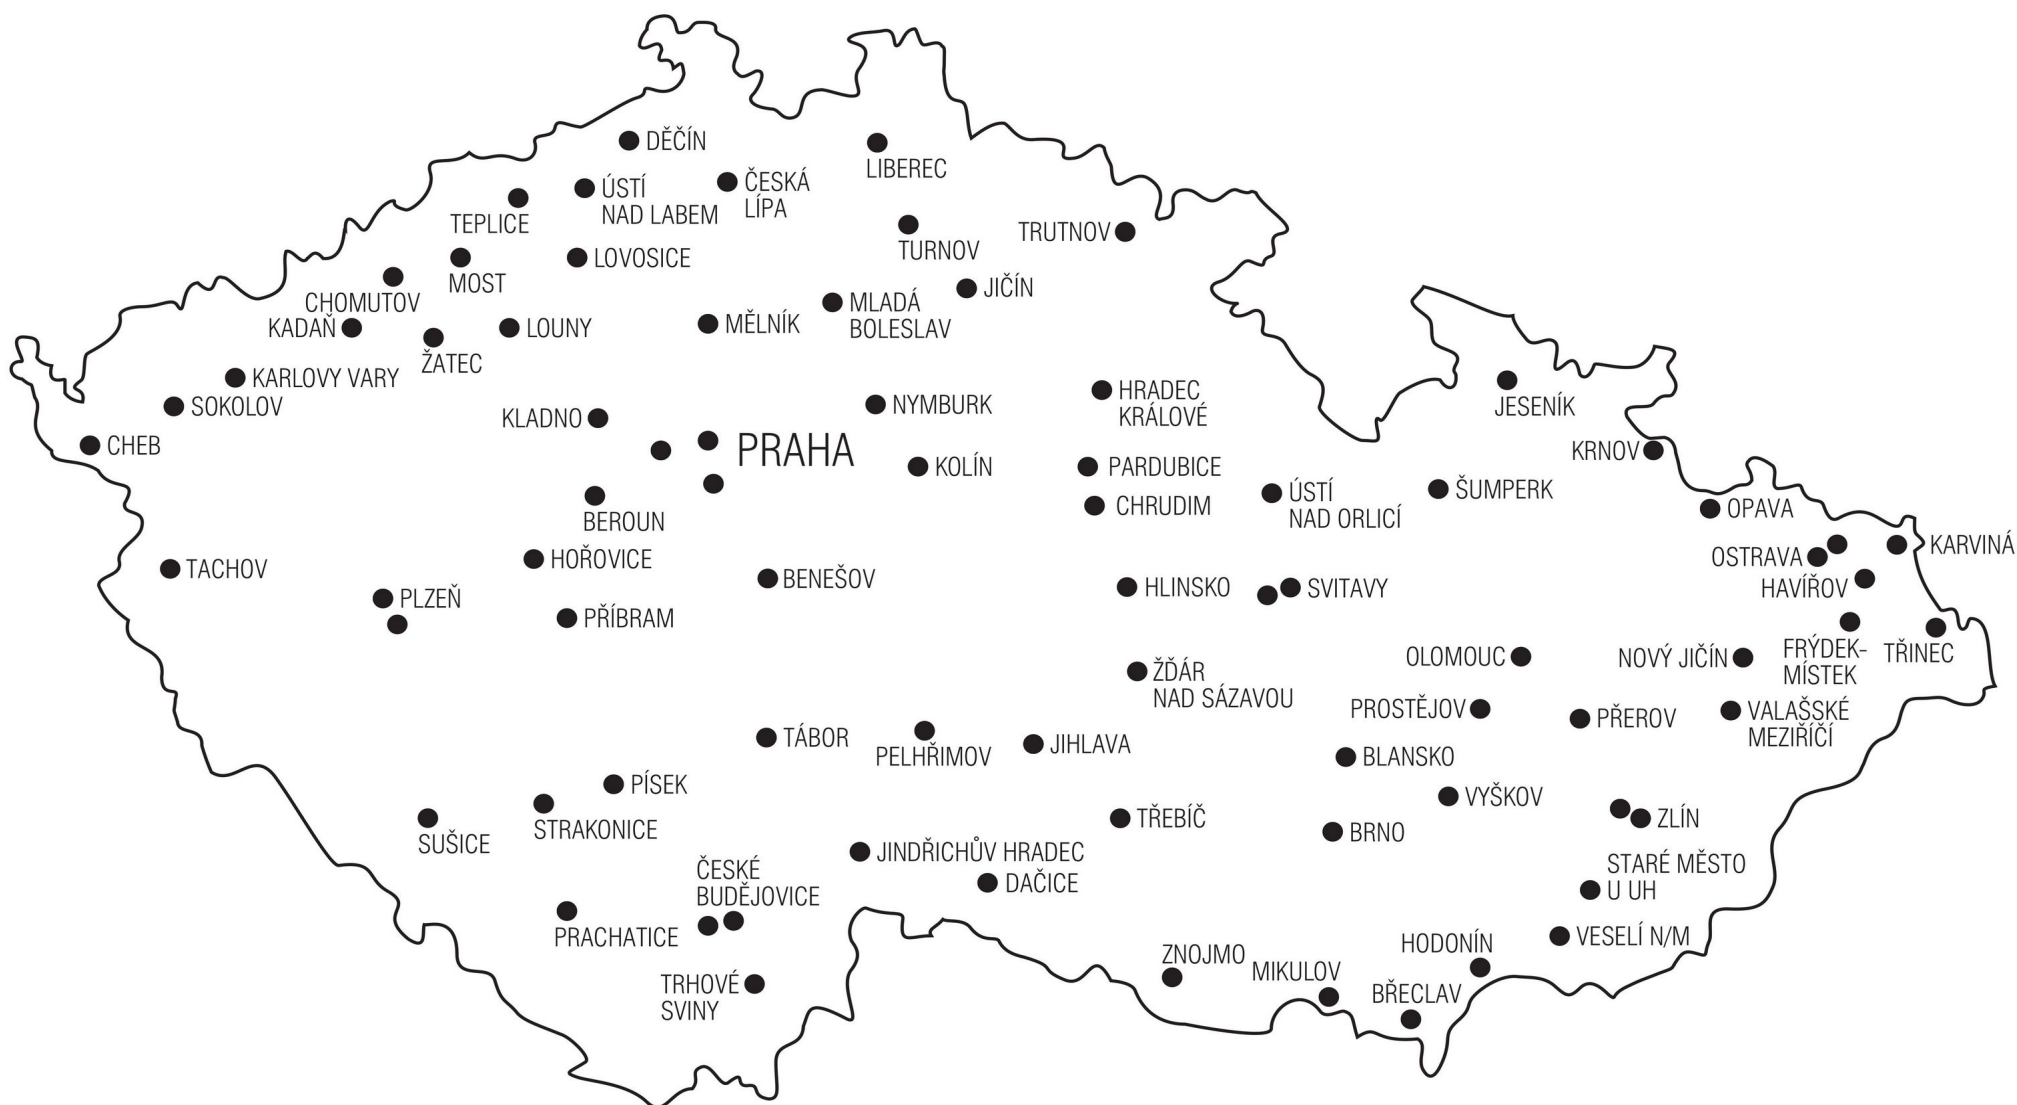 DĚČÍN
LIBEREC
ÚSTÍ
NAD LABEM
ČESKÁ
LÍPA
TEPLICE
TURNOV
TRUTNOV
LOVOSICE
MOST
CHOMUTOV
JIČÍN
MLADÁ
BOLESLAV
KADAŇ
LOUNY
MĚLNÍK
ŽATEC
KARLOVY VARY
SOKOLOV
NYMBURK
HRADEC
KRÁLOVÉ
JESENÍK
KLADNO
CHEB
PRAHA
KRNOV
KOLÍN
PARDUBICE
ÚSTÍ
NAD ORLICÍ
ŠUMPERK
CHRUDIM
OPAVA
BEROUN
KARVINÁ
HOŘOVICE
OSTRAVA
TACHOV
BENEŠOV
HLINSKO
SVITAVY
HAVÍŘOV
PLZEŇ
PŘÍBRAM
FRÝDEK-
MÍSTEK
TŘINEC
OLOMOUC
NOVÝ JIČÍN
ŽĎÁR
NAD SÁZAVOU
PROSTĚJOV
PŘEROV
VALAŠSKÉ
MEZIŘÍČÍ
TÁBOR
PELHŘIMOV
JIHLAVA
BLANSKO
PÍSEK
VYŠKOV
STRAKONICE
SUŠICE
TŘEBÍČ
BRNO
ZLÍN
JINDŘICHŮV HRADEC
STARÉ MĚSTO
U UH
ČESKÉ
BUDĚJOVICE
DAČICE
PRACHATICE
VESELÍ N/M
HODONÍN
ZNOJMO
MIKULOV
TRHOVÉ
SVINY
BŘECLAV